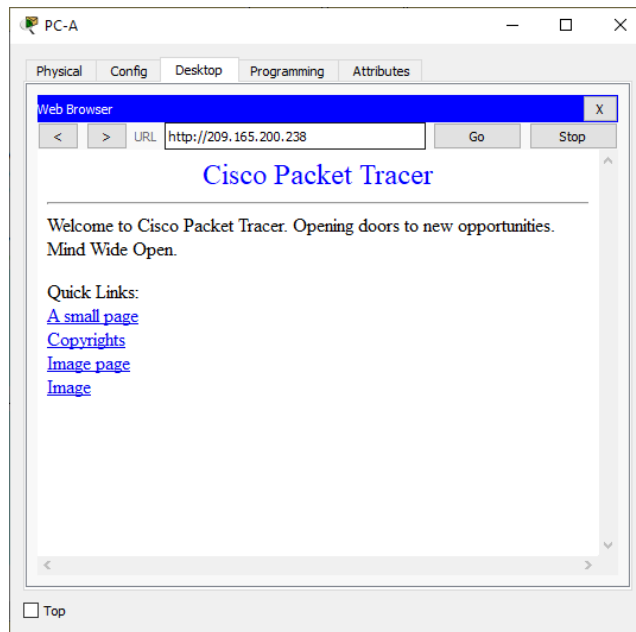 PC-A
Physical Config Desktop Programming Attributes
Web Browser X
< > URL http://209.165.200.238 Go Stop
Cisco Packet Tracer
Welcome to Cisco Packet Tracer. Opening doors to new opportunities.
Mind Wide Open.
Quick Links:
A small page
Copyrights
Image page
Image
Top